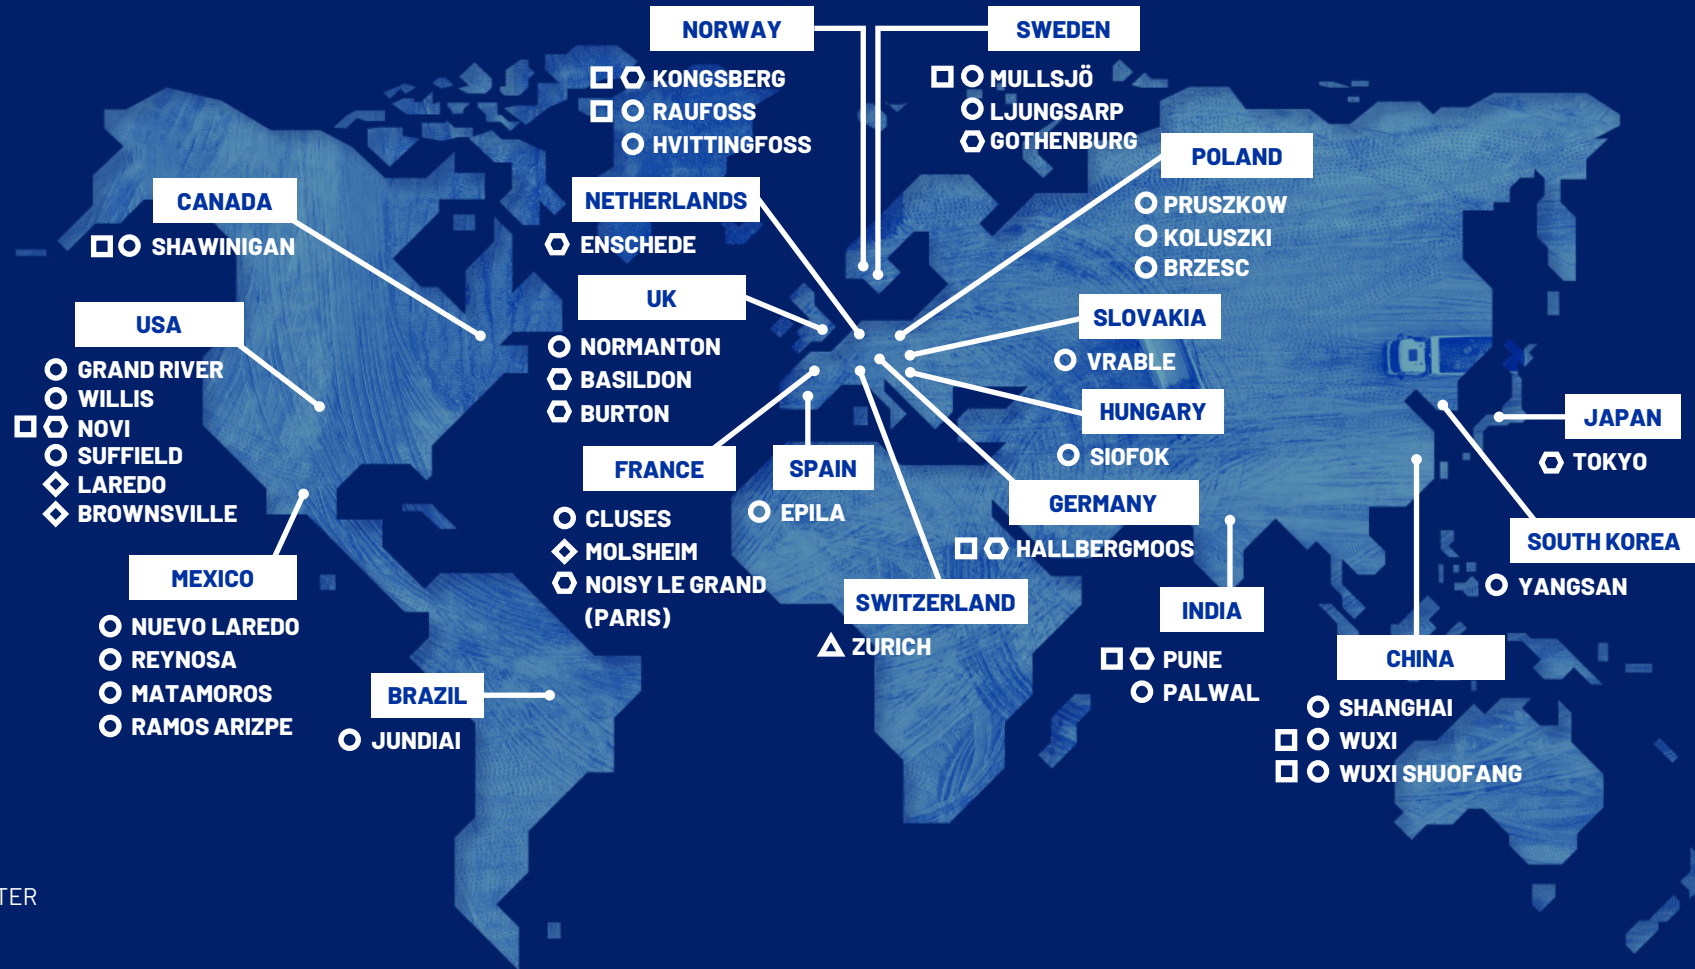 NORWAY
KONGSBERG
RAUFOSS
HVITTINGFOSS
SWEDEN
MULLSJÖ
LJUNGSARP
GOTHENBURG
POLAND
PRUSZKOW
KOLUSZKI
BRZESC
CANADA
SHAWINIGAN
NETHERLANDS
ENSCHEDE
UK
NORMANTON
BASILDON
BURTON
USA
GRAND RIVER
WILLIS
NOVI
SUFFIELD
LAREDO
BROWNSVILLE
SLOVAKIA
VRABLE
HUNGARY
SIOFOK
JAPAN
TOKYO
FRANCE
CLUSES
MOLSHEIM
NOISY LE GRAND
(PARIS)
SPAIN
EPILA
GERMANY
HALLBERGMOOS
SOUTH KOREA
YANGSAN
MEXICO
NUEVO LAREDO
REYNOSA
MATAMOROS
RAMOS ARIZPE
SWITZERLAND
ZURICH
INDIA
PUNE
PALWAL
CHINA
SHANGHAI
WUXI
WUXI SHUOFANG
BRAZIL
JUNDIAI
TER